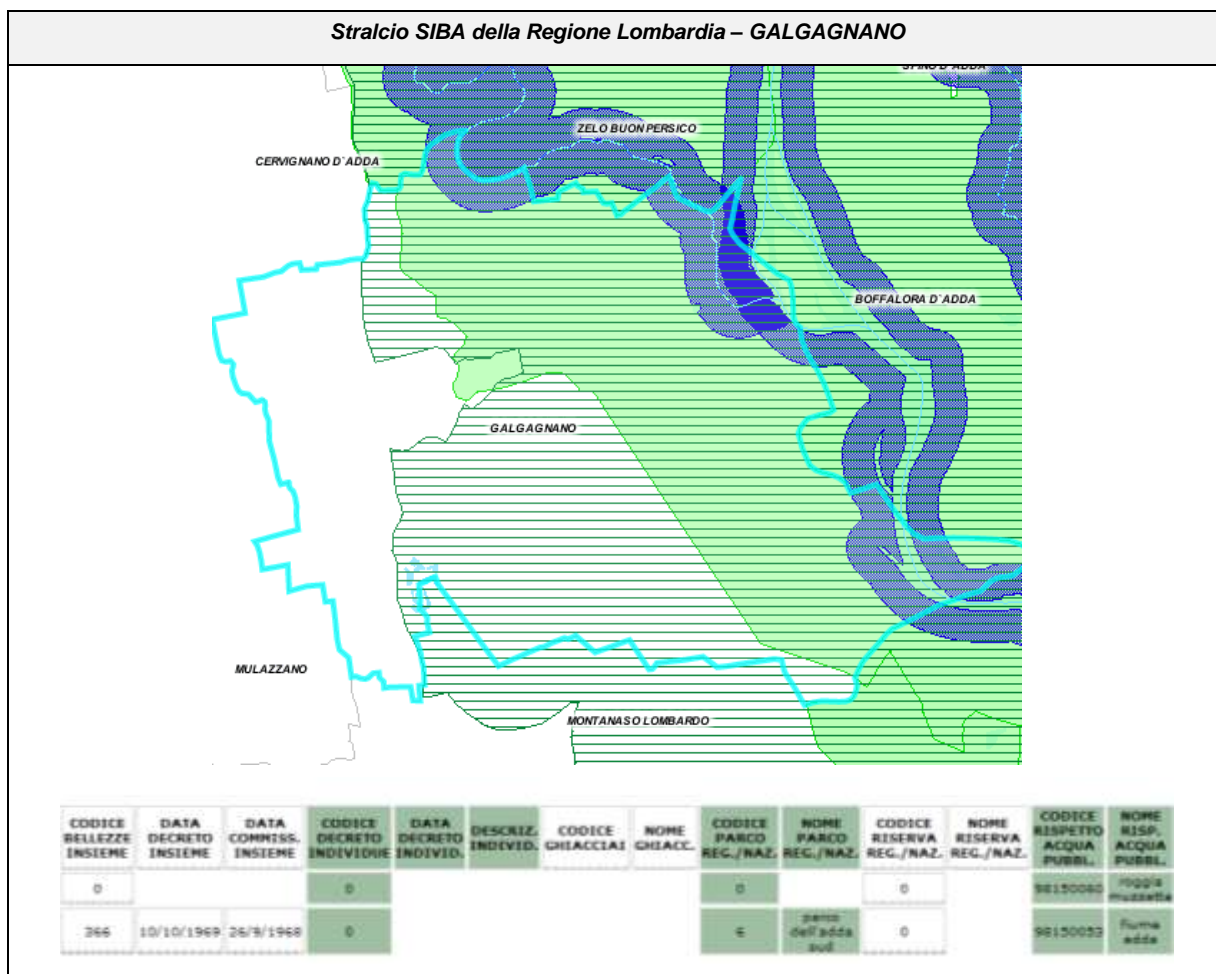 Stralcio SIBA della Regione Lombardia – GALGAGNANO
SPINO D`ADDA
ZELO BUON PERSICO
CERVIGNANO D`ADDA
BOFFALORA D`ADDA
GALGAGNANO
MULAZZANO
MONTANASO LOMBARDO
CODICE BELLEZZE INSIEME
DATA DECRETO INSIEME
DATA COMMISS. INSIEME
CODICE DECRETO INDIVIDUE
DATA DECRETO INDIVID.
DESCRIZ. INDIVID.
CODICE GHIACCIAI
NOME GHIACC.
CODICE PARCO REG./NAZ.
NOME PARCO REG./NAZ.
CODICE RISERVA REG./NAZ.
NOME RISERVA REG./NAZ.
CODICE RISPETTO ACQUA PUBBL.
NOME RISP. ACQUA PUBBL.
0 0 0 0 98150060 roggia muzzetta
366 10/10/1969 26/9/1968 0 6 parco dell'adda sud 0 98150053 fiume adda